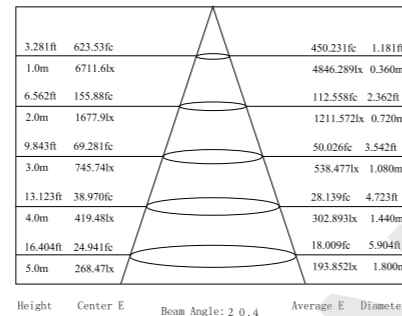 3.281ft 623.53fc 450.231fc 1.181ft
1.0m 6711.6lx 4846.289lx 0.360m
6.562ft 155.88fc 112.558fc 2.362ft
2.0m 1677.9lx 1211.572lx 0.720m
9.843ft 69.281fc 50.026fc 3.542ft
3.0m 745.74lx 538.477lx 1.080m
13.123ft 38.970fc 28.139fc 4.723ft
4.0m 419.48lx 302.893lx 1.440m
16.404ft 24.941fc 18.009fc 5.904ft
5.0m 268.47lx 193.852lx 1.800m
Height Center E Beam Angle: 20.4 Average E Diamete